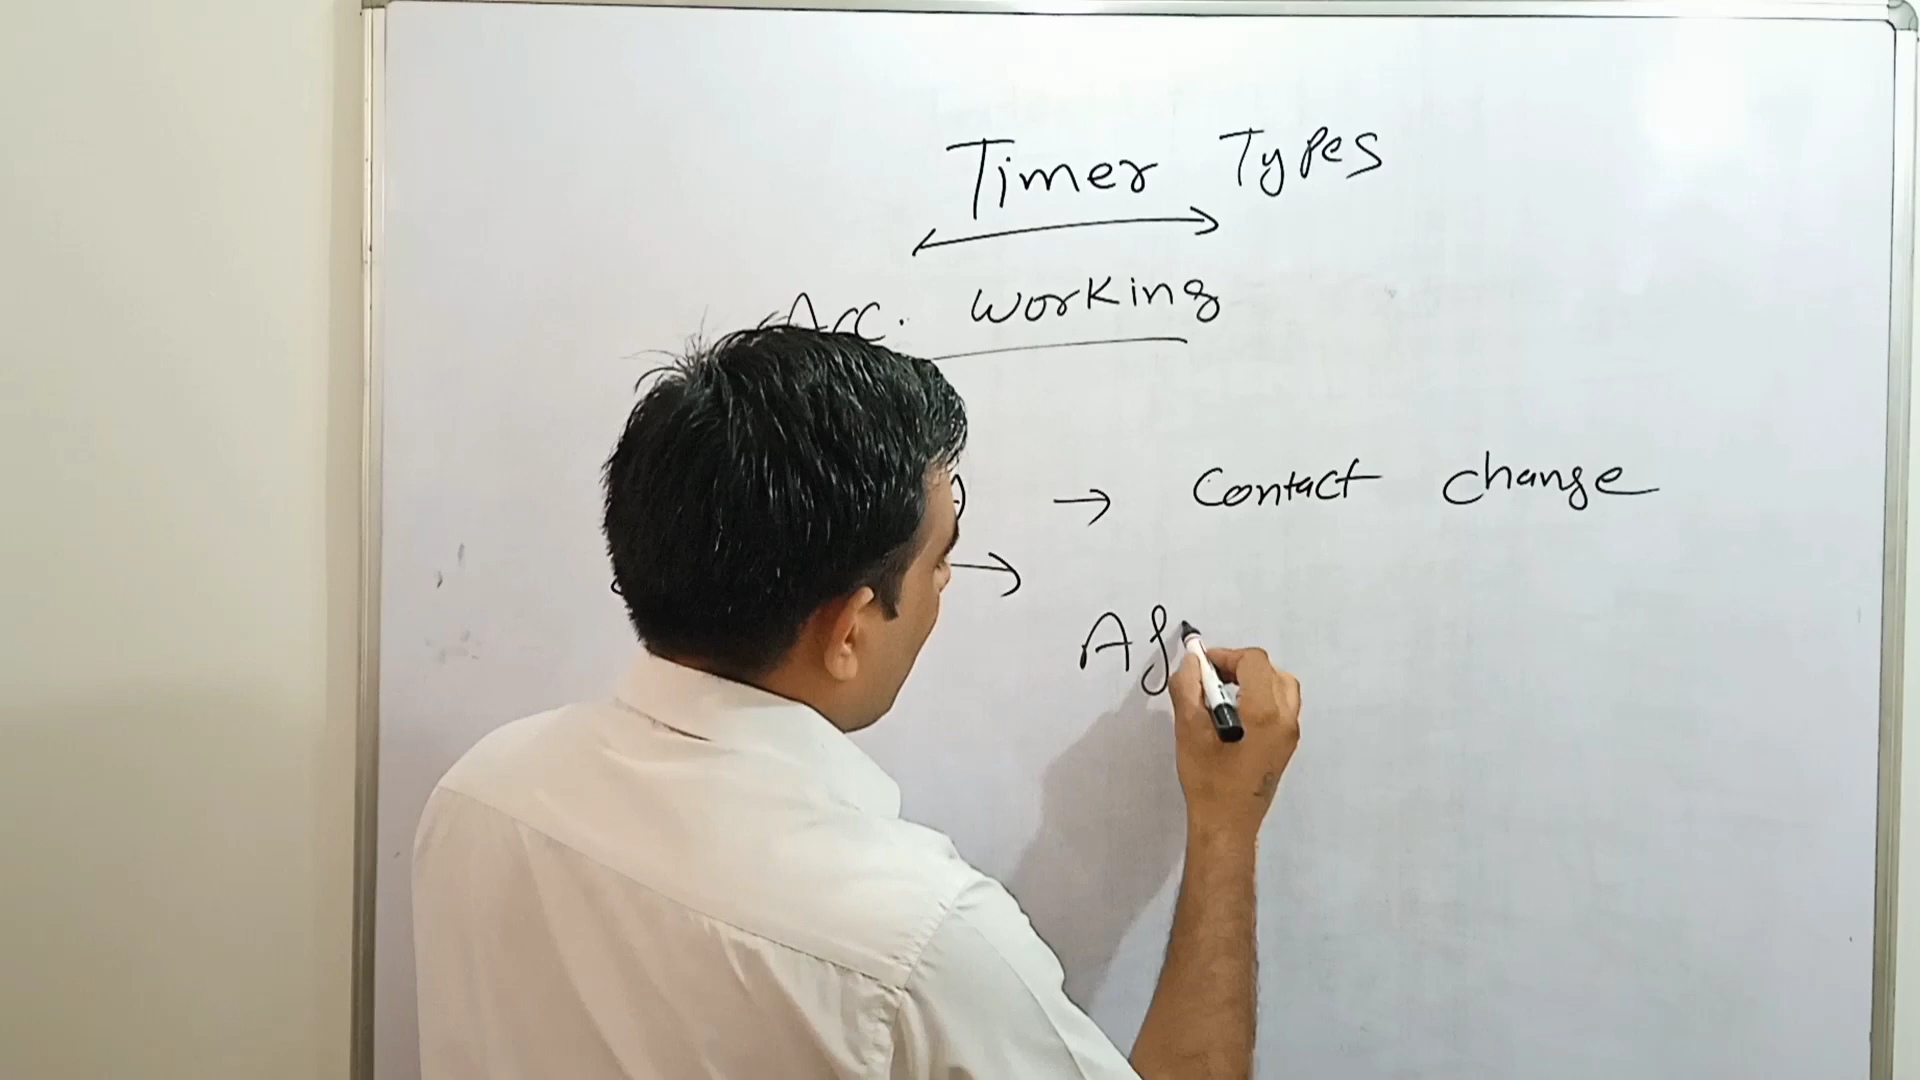 Timer Types
Acc. Working
→ Contact change
→
Af